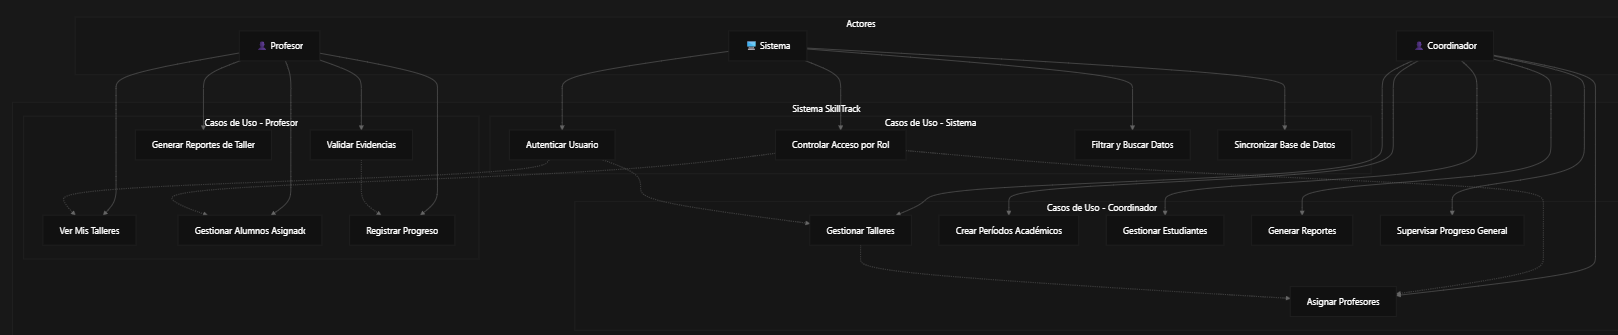 Actores
Profesor
Sistema
Coordinador
Sistema SkillTrack
Casos de Uso - Profesor
Casos de Uso - Sistema
Generar Reportes de Taller
Validar Evidencias
Autenticar Usuario
Controlar Acceso por Rol
Filtrar y Buscar Datos
Sincronizar Base de Datos
Casos de Uso - Coordinador
Ver Mis Talleres
Gestionar Alumnos Asignado
Registrar Progreso
Gestionar Talleres
Crear Períodos Académicos
Gestionar Estudiantes
Generar Reportes
Supervisar Progreso General
Asignar Profesores